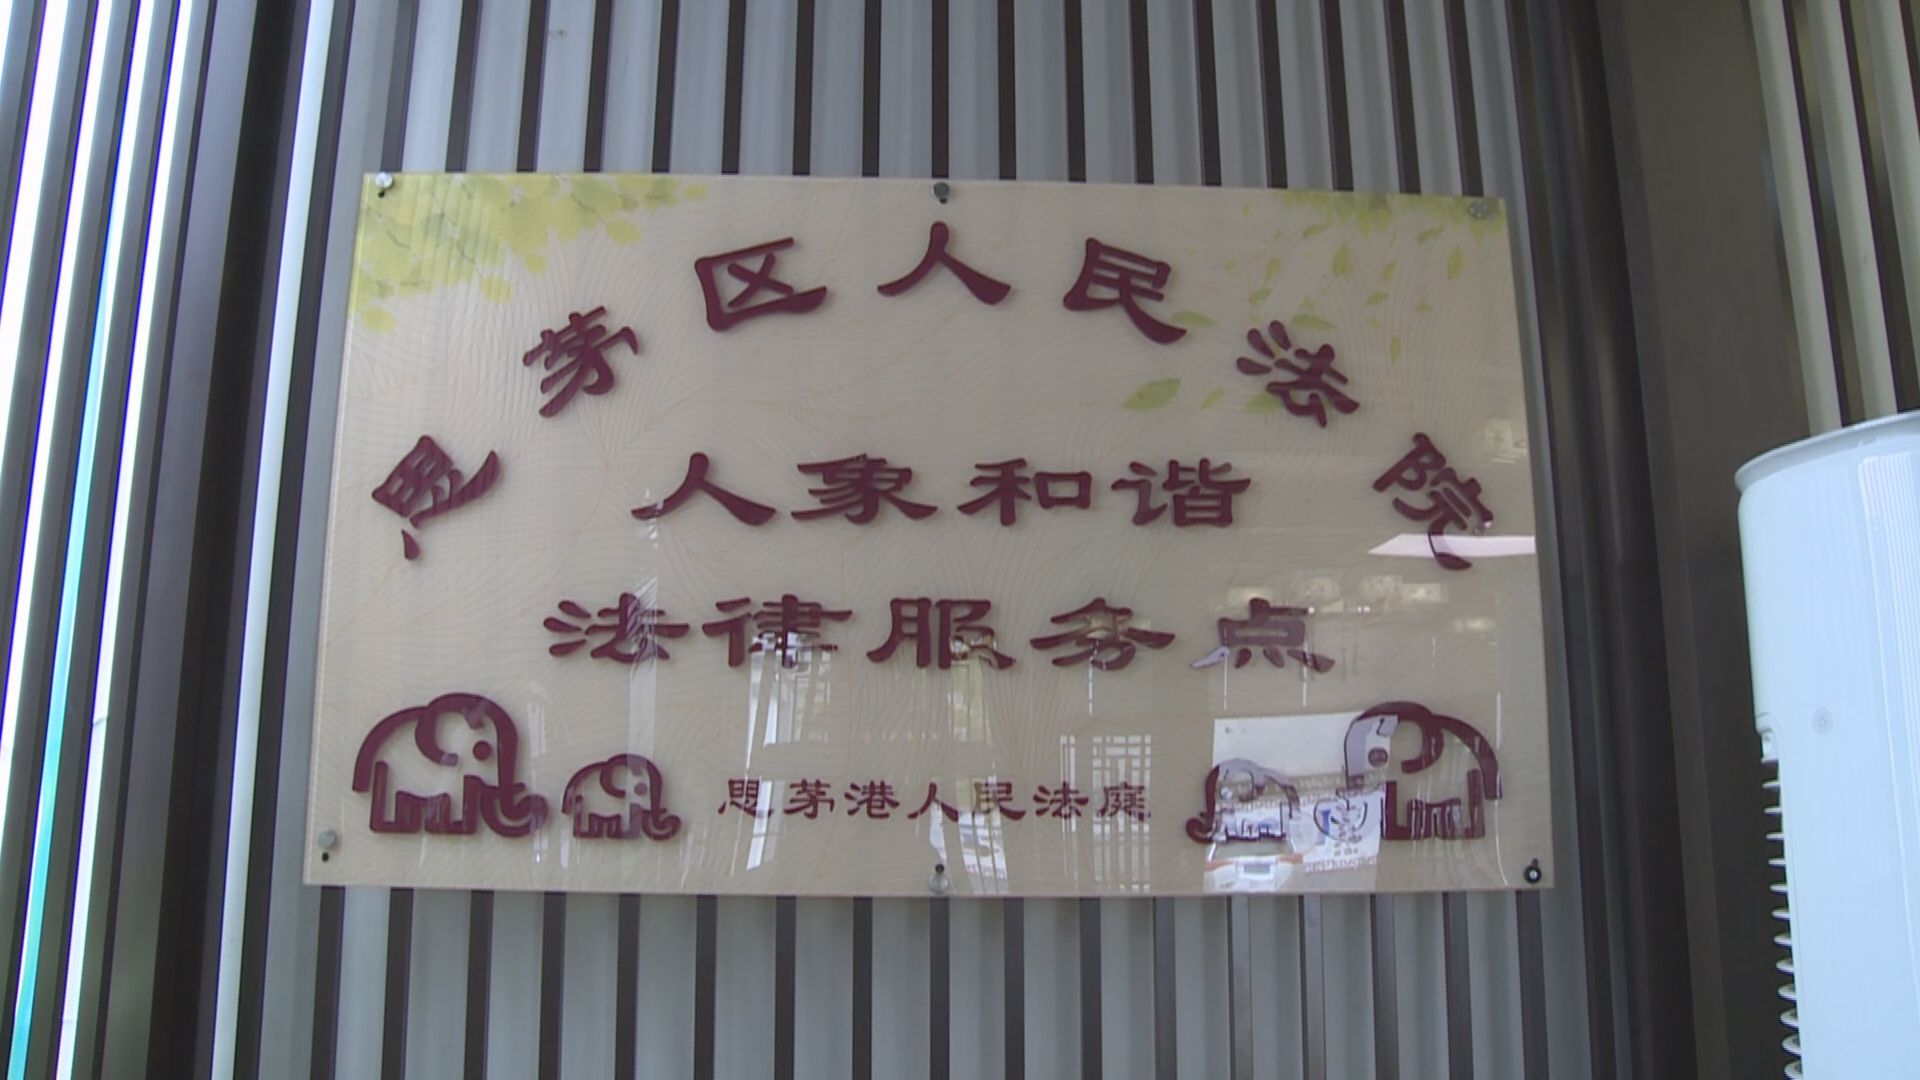 思茅区人民法院
人象和谐
法律服务点
思茅港人民法庭